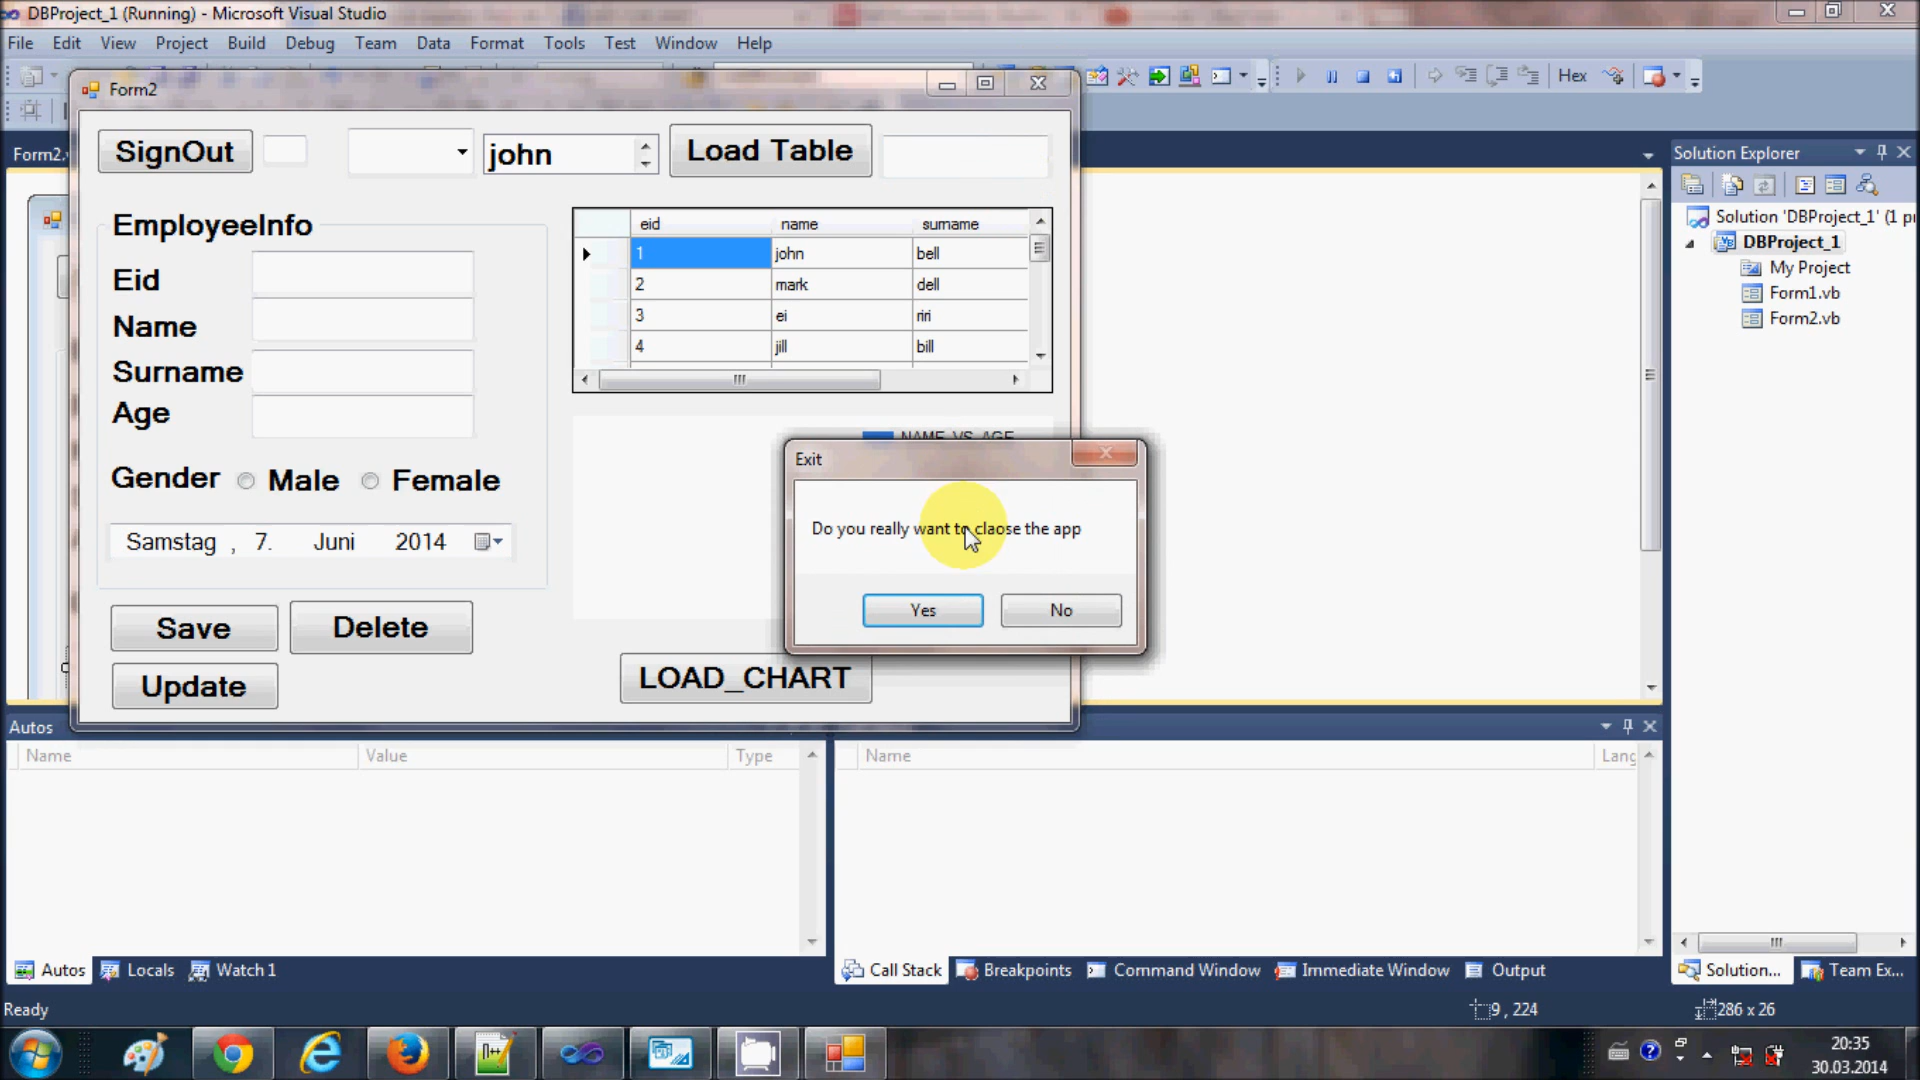 DBProject_1 (Running) - Microsoft Visual Studio
File Edit View Project Build Debug Team Data Format Tools Test Window Help
Hex
Form2
Form2.
SignOut
john
Load Table
EmployeeInfo
Eid
Name
Surname
Age
Gender Male Female
Samstag , 7. Juni 2014
Save
Delete
Update
eid name surname
1 john bell
2 mark dell
3 ei riri
4 jill bill
NAME_VS_AGE
LOAD_CHART
Exit
Do you really want to claose the app
Yes No
Solution Explorer
Solution 'DBProject_1' (1 pr
DBProject_1
My Project
Form1.vb
Form2.vb
Autos
Name Value Type
Name Lang
Autos Locals Watch 1
Call Stack Breakpoints Command Window Immediate Window Output
Solution... Team Ex...
Ready
9 , 224
286 x 26
20:35
30.03.2014